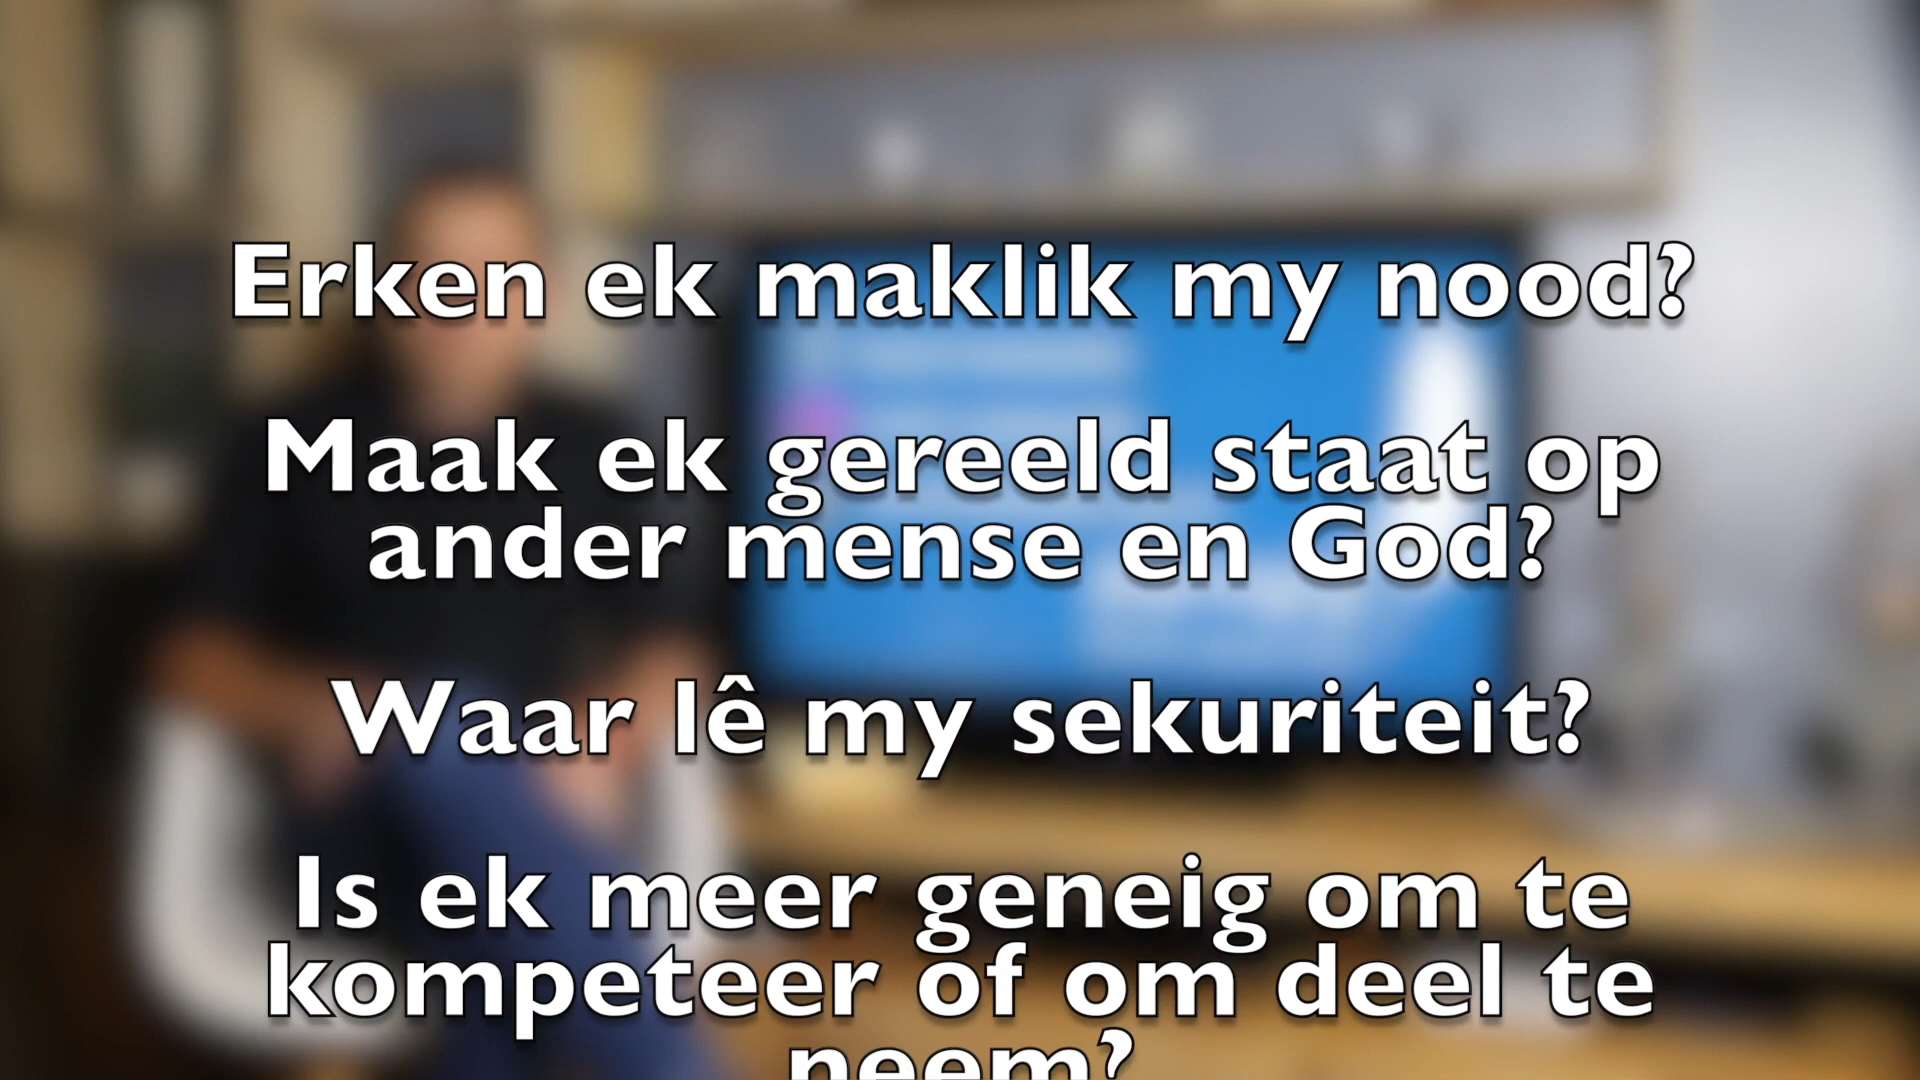 Erken ek maklik my nood?
Maak ek gereeld staat op
ander mense en God?
Waar lê my sekuriteit?
Is ek meer geneig om te
kompeteer of om deel te
neem?